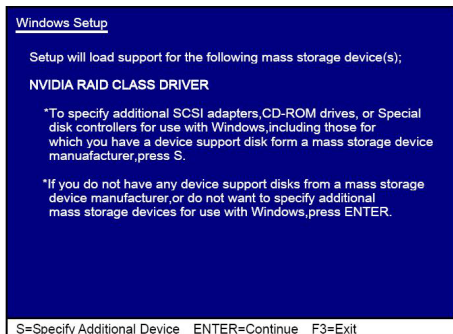 Windows Setup
Setup will load support for the following mass storage device(s);
NVIDIA RAID CLASS DRIVER
*To specify additional SCSI adapters,CD-ROM drives, or Special
disk controllers for use with Windows,including those for
which you have a device support disk form a mass storage device
manuafacturer,press S.
*If you do not have any device support disks from a mass storage
device manufacturer,or do not want to specify additional
mass storage devices for use with Windows,press ENTER.
S=Specify Additional Device ENTER=Continue F3=Exit